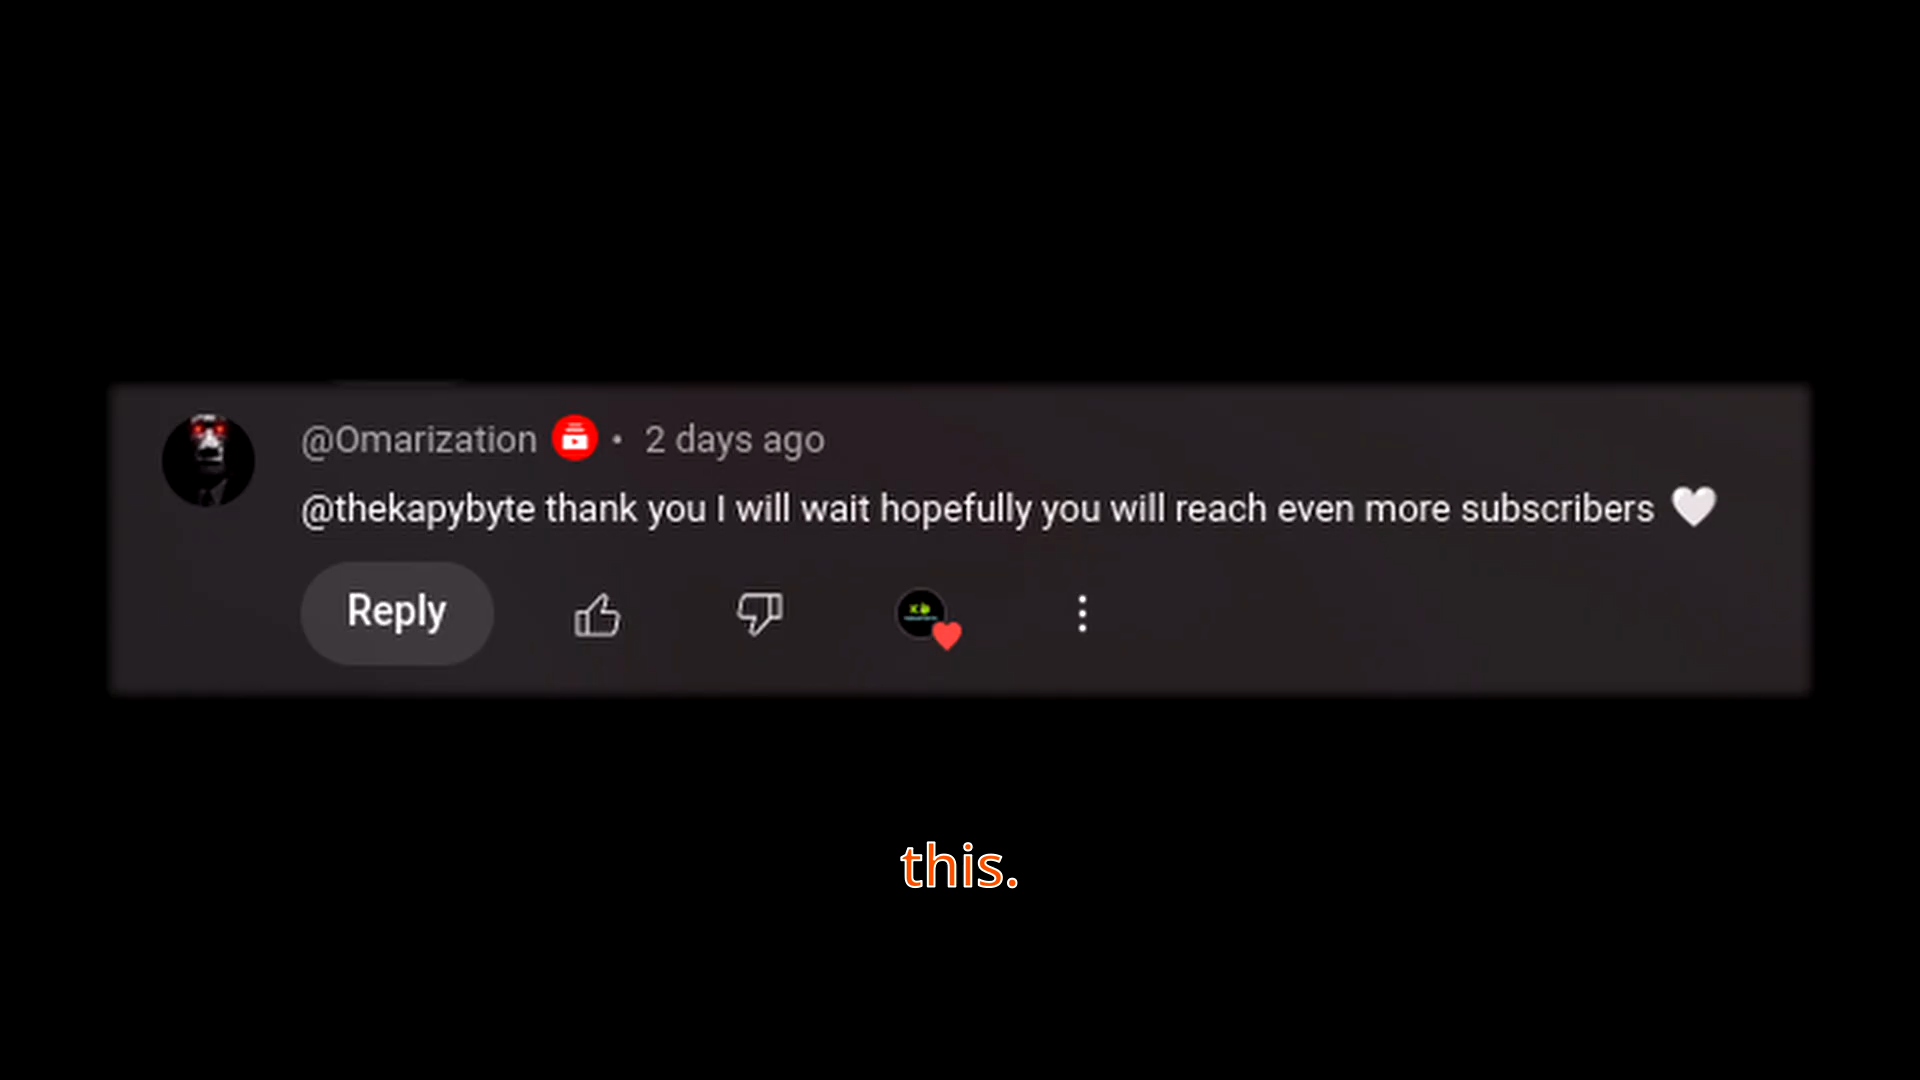 @Omarization • 2 days ago
@thekapybyte thank you I will wait hopefully you will reach even more subscribers 🤍
Reply
this.